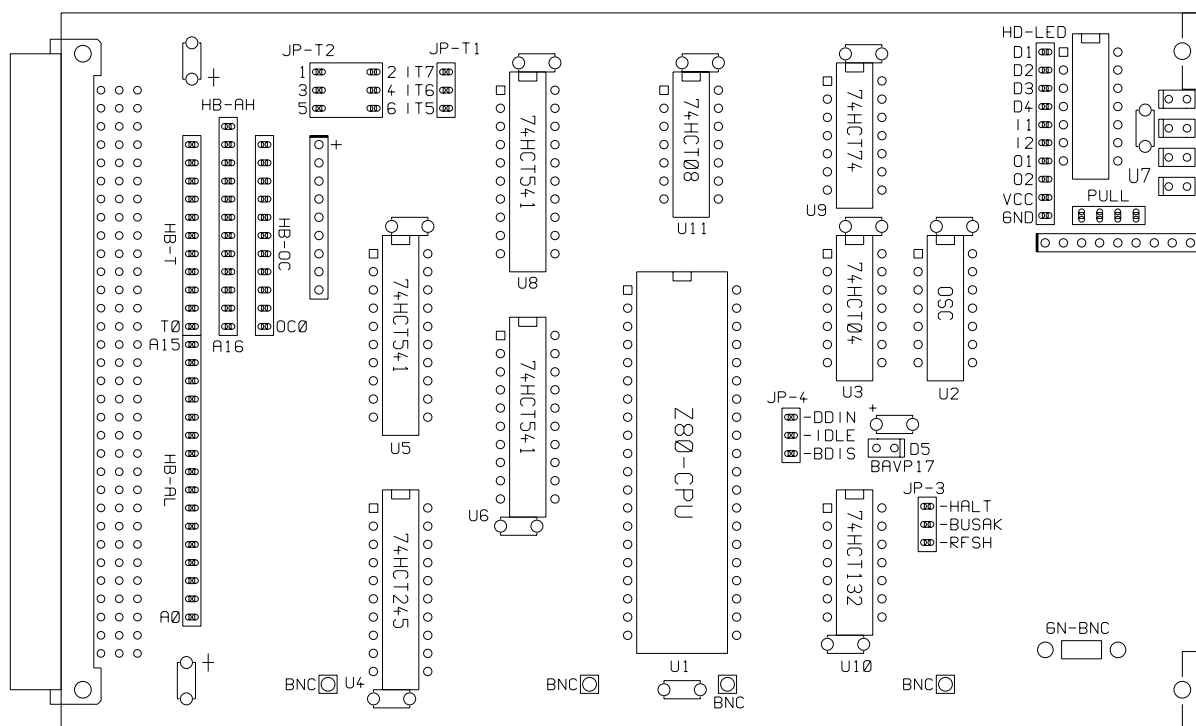 HD-LED
D1
D2
D3
D4
I1
I2
O1
O2
VCC
GND
U7
PULL
JP-T2
1 2
3 4
5 6
JP-T1
IT7
IT6
IT5
HB-AH
+
+
HB-T
HB-OC
T0
A15
A16
OC0
HB-AL
A0
+
74HCT541
U8
74HCT08
U11
74HCT74
U9
74HCT541
U5
74HCT541
U6
74HCT04
U3
OSC
U2
Z80-CPU
U1
JP-4
-DDIN
-IDLE
-BDIS
+
D5
BAVP17
JP-3
-HALT
-BUSAK
-RFSH
74HCT245
U4
74HCT132
U10
GN-BNC
BNC
BNC
BNC
BNC